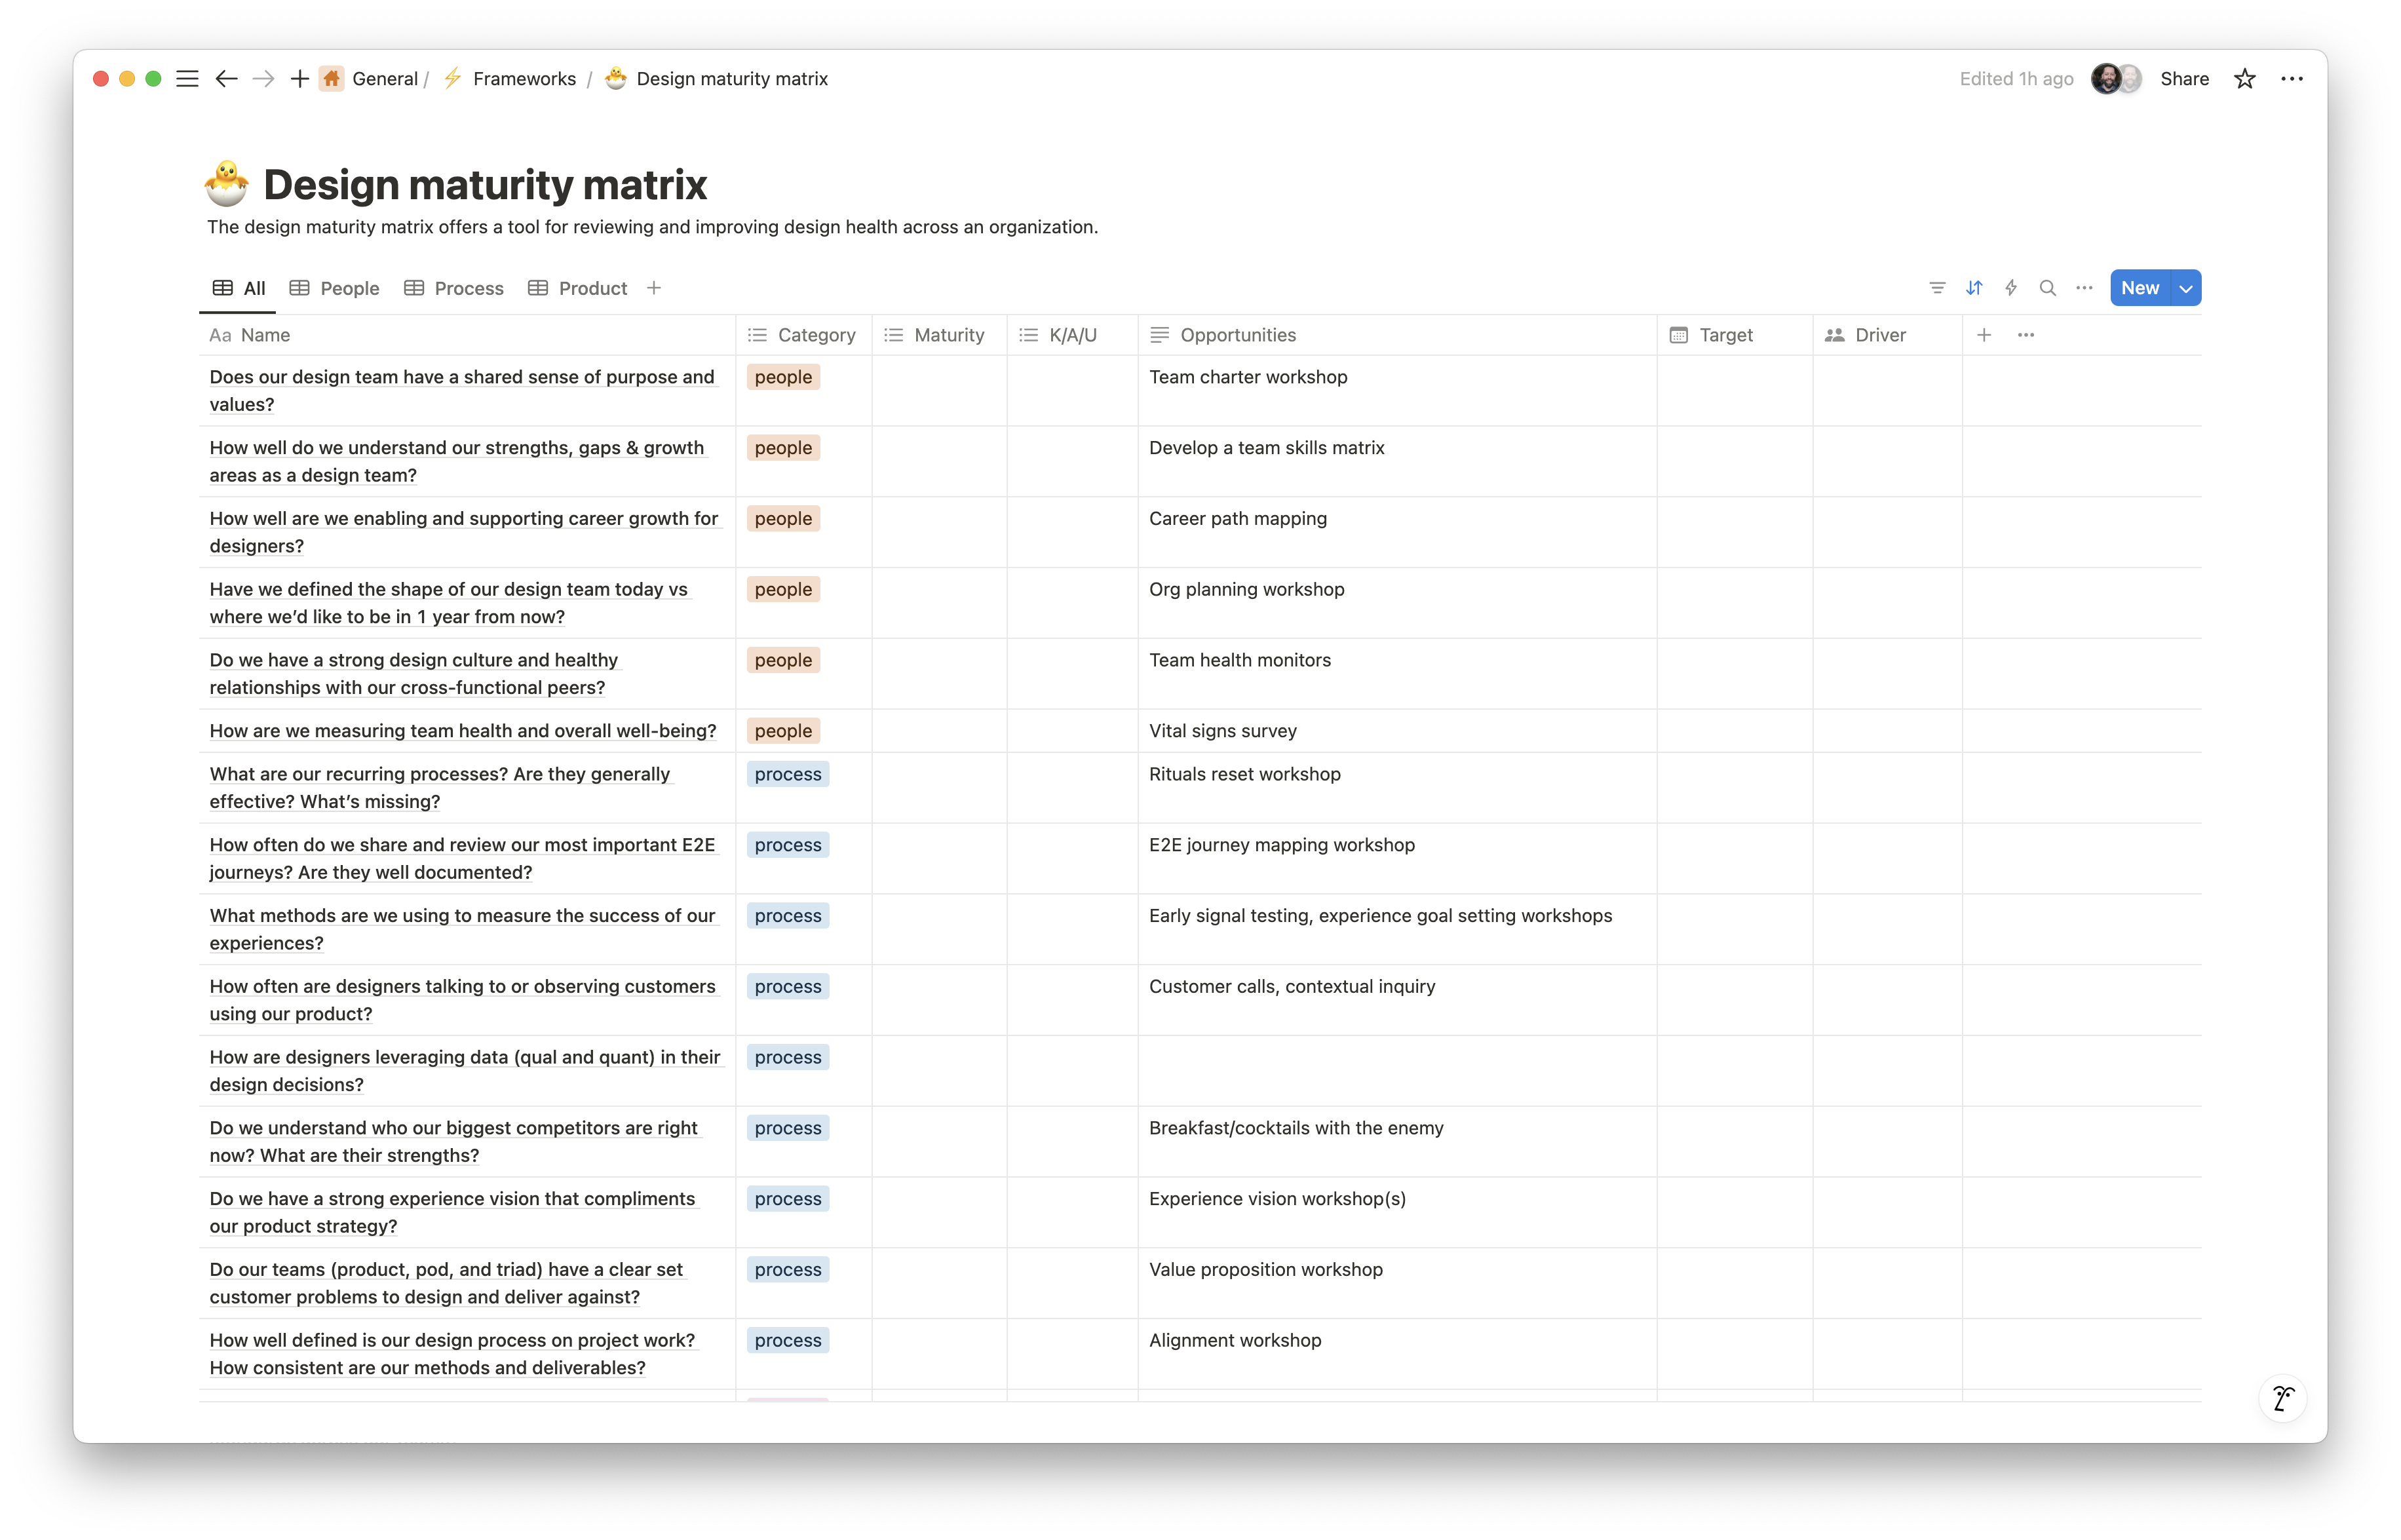 General / Frameworks / Design maturity matrix
Edited 1h ago Share
Design maturity matrix
The design maturity matrix offers a tool for reviewing and improving design health across an organization.
All People Process Product
New
Aa Name Category Maturity K/A/U Opportunities Target Driver
Does our design team have a shared sense of purpose and
values?
people
Team charter workshop
How well do we understand our strengths, gaps & growth
areas as a design team?
people
Develop a team skills matrix
How well are we enabling and supporting career growth for
designers?
people
Career path mapping
Have we defined the shape of our design team today vs
where we’d like to be in 1 year from now?
people
Org planning workshop
Do we have a strong design culture and healthy
relationships with our cross-functional peers?
people
Team health monitors
How are we measuring team health and overall well-being?
people
Vital signs survey
What are our recurring processes? Are they generally
effective? What’s missing?
process
Rituals reset workshop
How often do we share and review our most important E2E
journeys? Are they well documented?
process
E2E journey mapping workshop
What methods are we using to measure the success of our
experiences?
process
Early signal testing, experience goal setting workshops
How often are designers talking to or observing customers
using our product?
process
Customer calls, contextual inquiry
How are designers leveraging data (qual and quant) in their
design decisions?
process
Do we understand who our biggest competitors are right
now? What are their strengths?
process
Breakfast/cocktails with the enemy
Do we have a strong experience vision that compliments
our product strategy?
process
Experience vision workshop(s)
Do our teams (product, pod, and triad) have a clear set
customer problems to design and deliver against?
process
Value proposition workshop
How well defined is our design process on project work?
How consistent are our methods and deliverables?
process
Alignment workshop